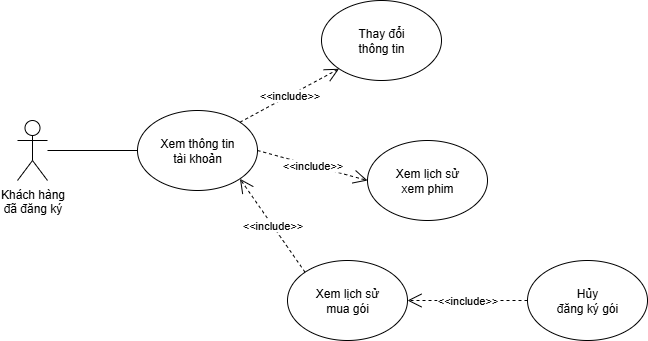 Thay đổi
thông tin
<<include>>
Xem thông tin
tài khoản
<<include>>
Xem lịch sử
xem phim
Khách hàng
đã đăng ký
<<include>>
Xem lịch sử
mua gói
<<include>>
Hủy
đăng ký gói